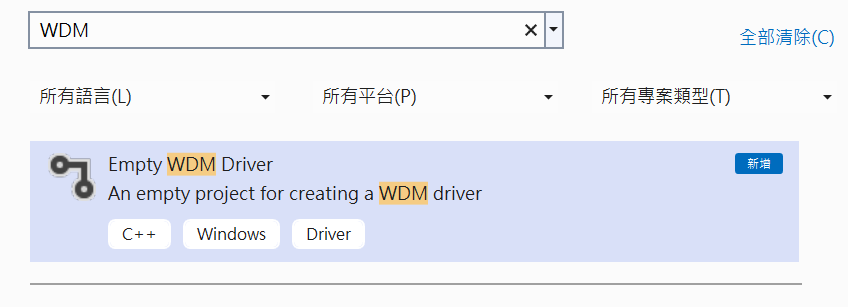 WDM
全部清除(C)
所有語言(L)
所有平台(P)
所有專案類型(T)
Empty WDM Driver
新增
An empty project for creating a WDM driver
C++
Windows
Driver